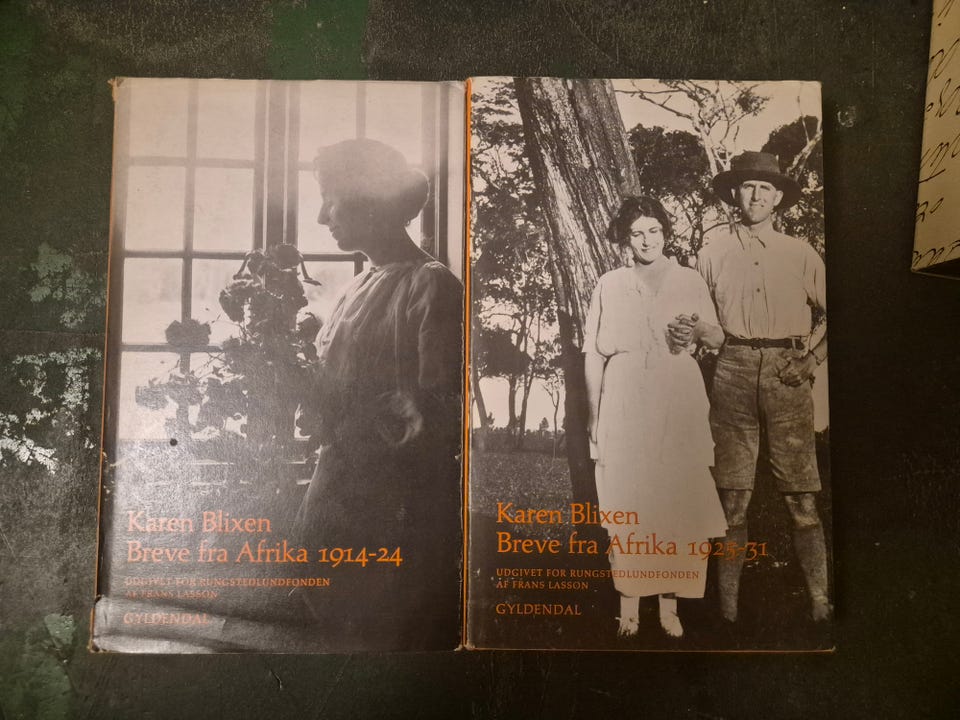 Karen Blixen
Breve fra Afrika 1914-24
UDGIVET FOR RUNGSTEDLUNDFONDEN
AF FRANS LASSON
GYLDENDAL
Karen Blixen
Breve fra Afrika 1925-31
UDGIVET FOR RUNGSTEDLUNDFONDEN
AF FRANS LASSON
GYLDENDAL